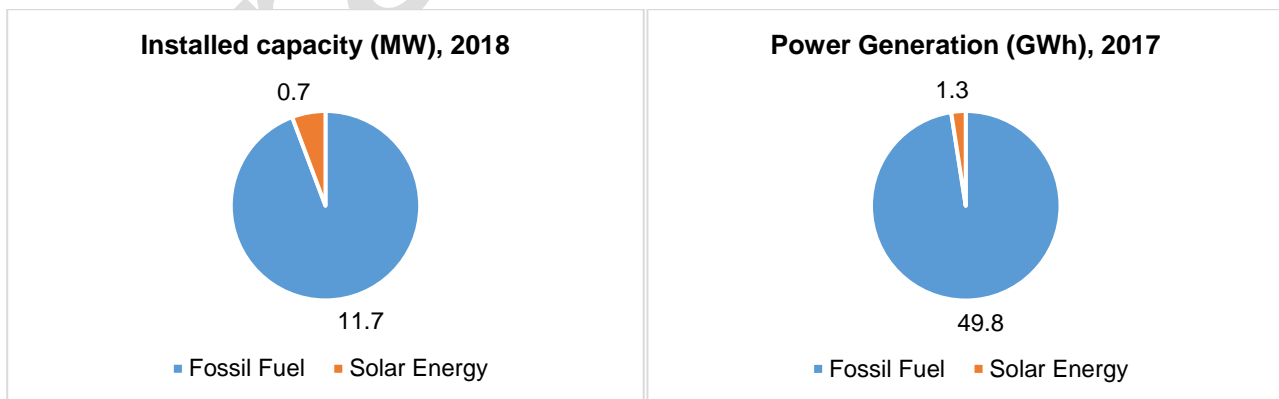 Installed capacity (MW), 2018
0.7
11.7
Fossil Fuel
Solar Energy
Power Generation (GWh), 2017
1.3
49.8
Fossil Fuel
Solar Energy